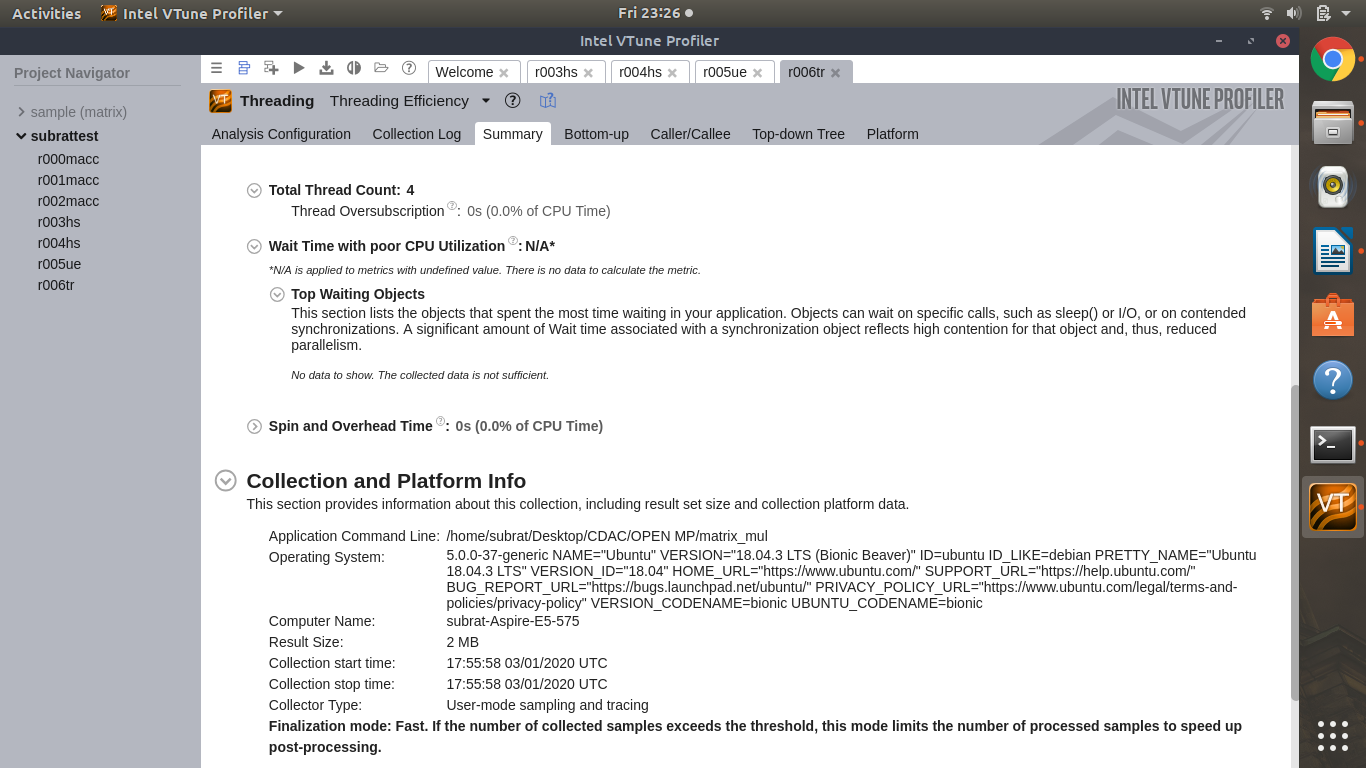 Activities Intel VTune Profiler Fri 23:26
Intel VTune Profiler
Project Navigator
sample (matrix)
subrattest
r000macc
r001macc
r002macc
r003hs
r004hs
r005ue
r006tr
Welcome r003hs r004hs r005ue r006tr
VT Threading Threading Efficiency INTEL VTUNE PROFILER
Analysis Configuration Collection Log Summary Bottom-up Caller/Callee Top-down Tree Platform
Total Thread Count: 4
Thread Oversubscription ?: 0s (0.0% of CPU Time)
Wait Time with poor CPU Utilization ?: N/A*
*N/A is applied to metrics with undefined value. There is no data to calculate the metric.
Top Waiting Objects
This section lists the objects that spent the most time waiting in your application. Objects can wait on specific calls, such as sleep() or I/O, or on contended
synchronizations. A significant amount of Wait time associated with a synchronization object reflects high contention for that object and, thus, reduced
parallelism.
No data to show. The collected data is not sufficient.
Spin and Overhead Time ?: 0s (0.0% of CPU Time)
Collection and Platform Info
This section provides information about this collection, including result set size and collection platform data.
Application Command Line: /home/subrat/Desktop/CDAC/OPEN MP/matrix_mul
Operating System: 5.0.0-37-generic NAME="Ubuntu" VERSION="18.04.3 LTS (Bionic Beaver)" ID=ubuntu ID_LIKE=debian PRETTY_NAME="Ubuntu
18.04.3 LTS" VERSION_ID="18.04" HOME_URL="https://www.ubuntu.com/" SUPPORT_URL="https://help.ubuntu.com/"
BUG_REPORT_URL="https://bugs.launchpad.net/ubuntu/" PRIVACY_POLICY_URL="https://www.ubuntu.com/legal/terms-and-
policies/privacy-policy" VERSION_CODENAME=bionic UBUNTU_CODENAME=bionic
Computer Name: subrat-Aspire-E5-575
Result Size: 2 MB
Collection start time: 17:55:58 03/01/2020 UTC
Collection stop time: 17:55:58 03/01/2020 UTC
Collector Type: User-mode sampling and tracing
Finalization mode: Fast. If the number of collected samples exceeds the threshold, this mode limits the number of processed samples to speed up
post-processing.
VT